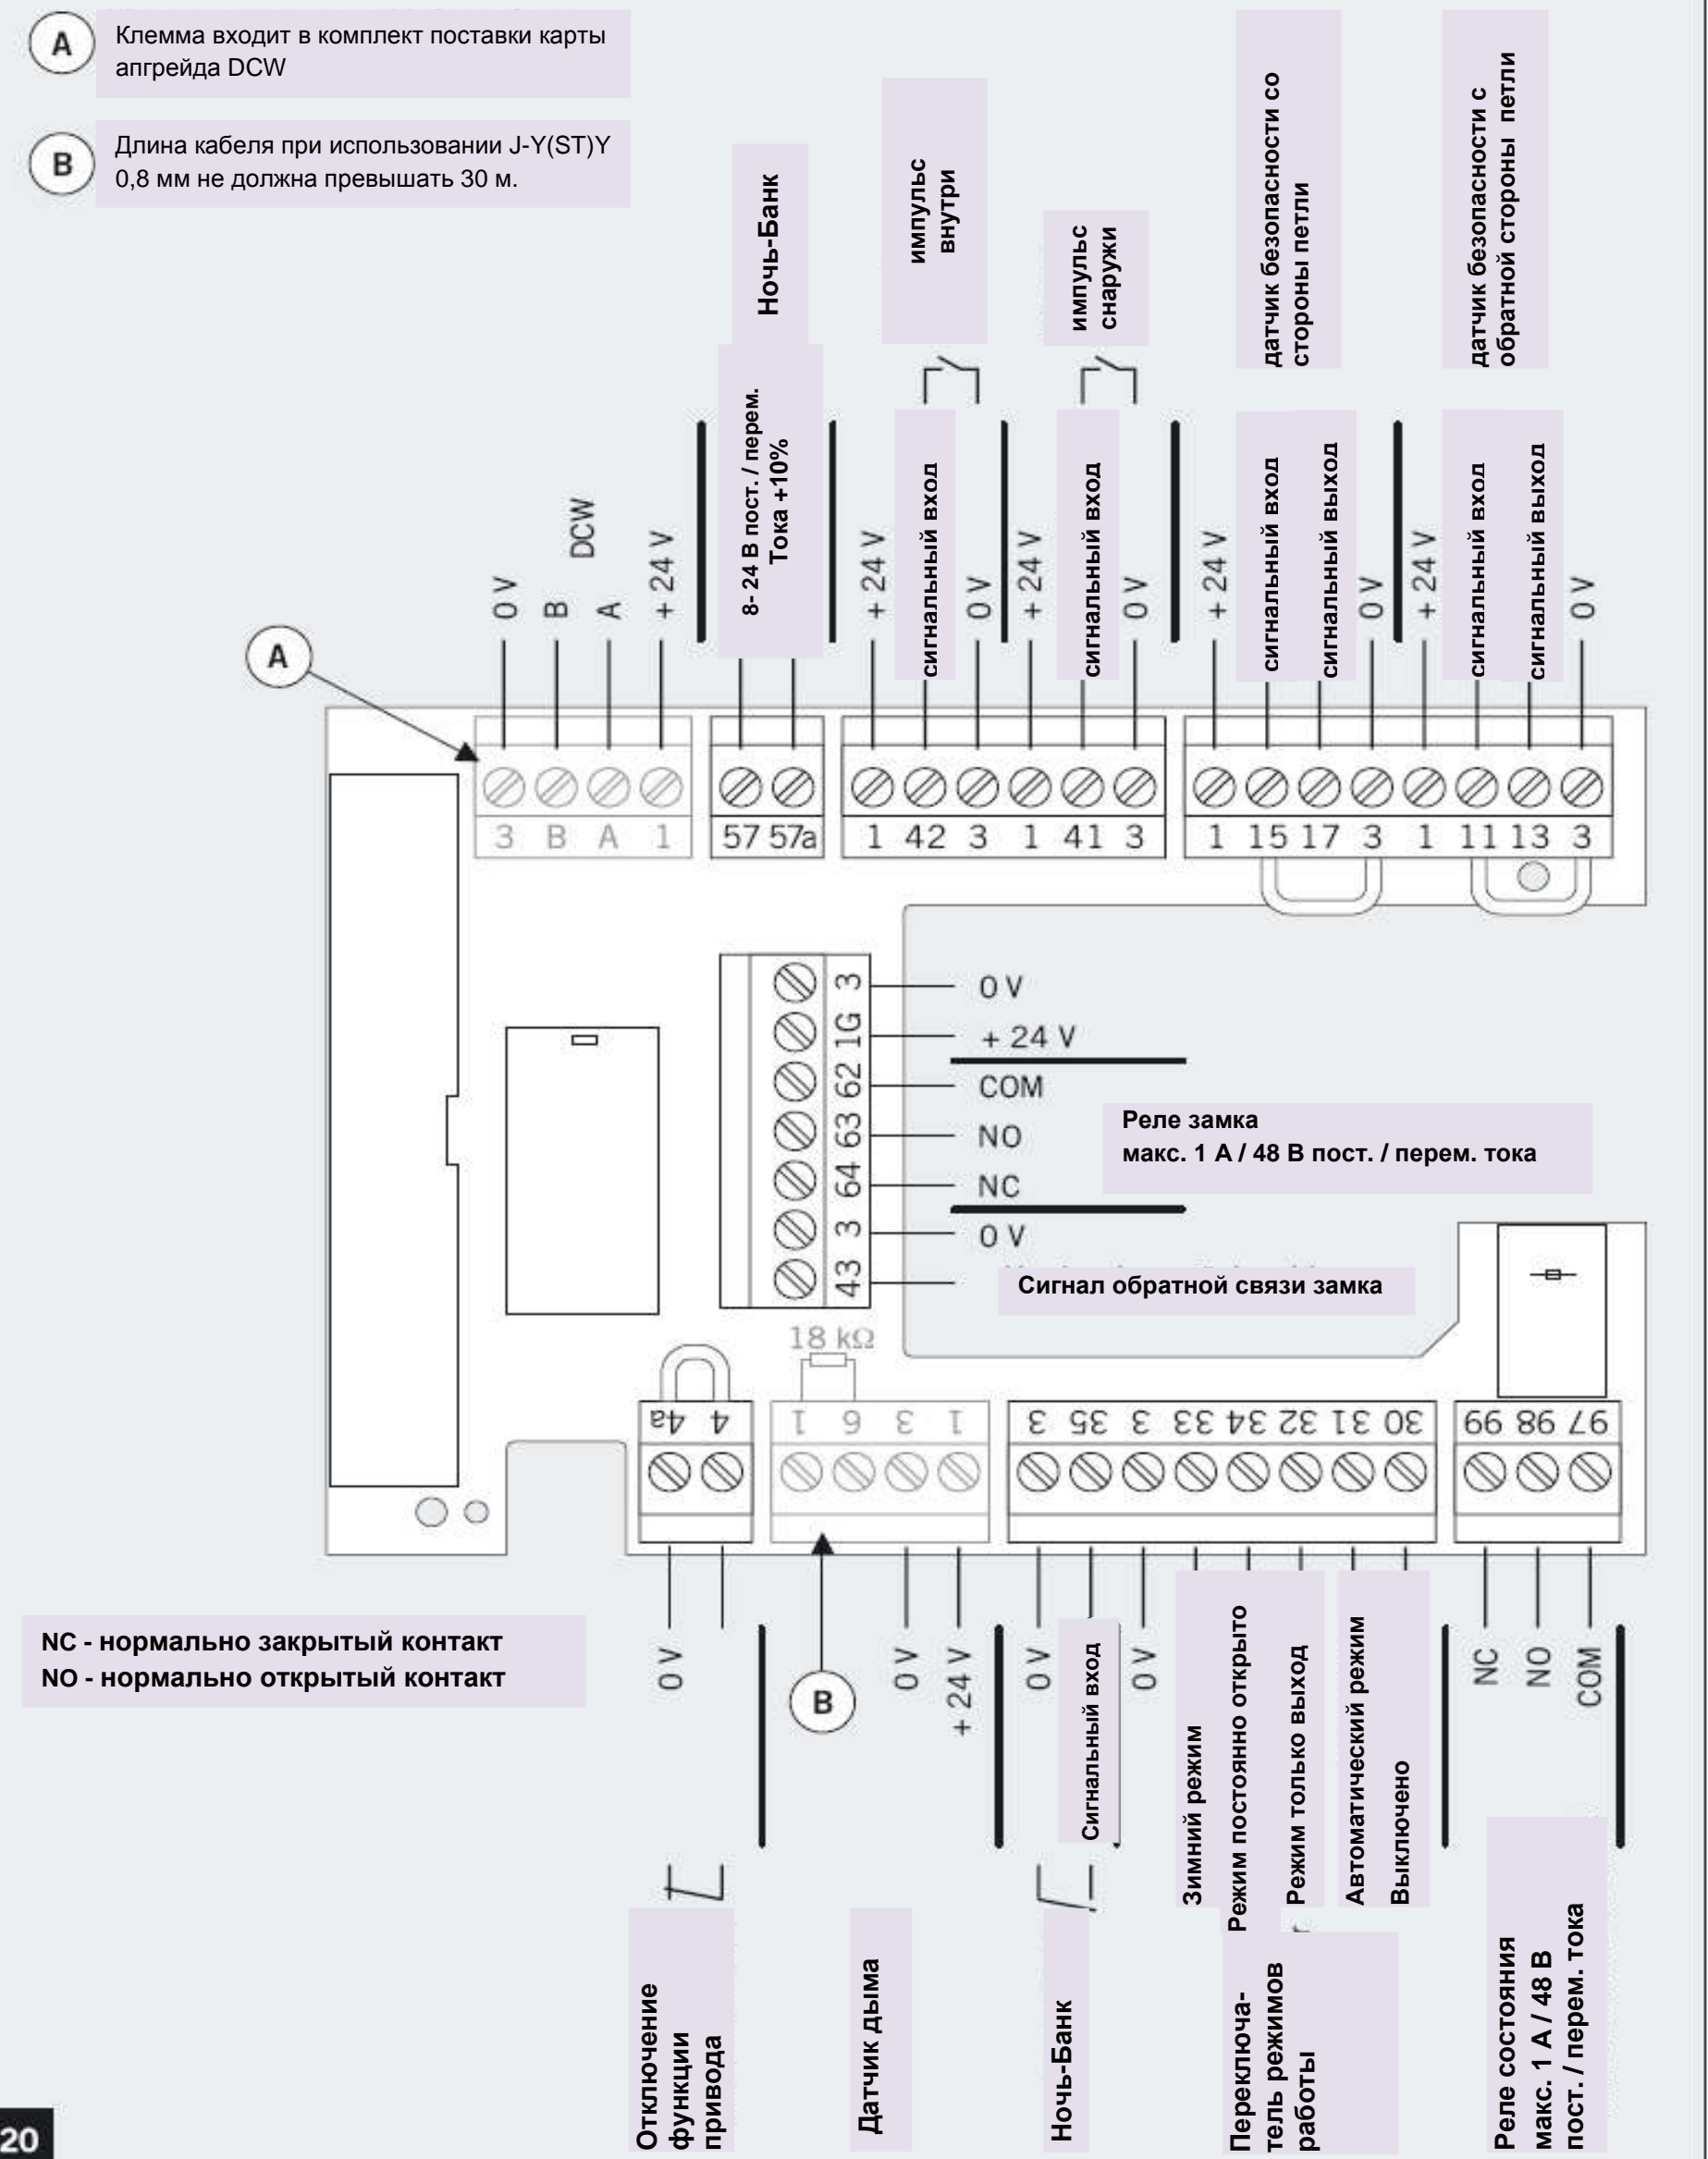 A
Клемма входит в комплект поставки карты
апгрейда DCW
B
Длина кабеля при использовании J-Y(ST)Y
0,8 мм не должна превышать 30 м.
Ночь-Банк
импульс
внутри
импульс
снаружи
датчик безопасности со
стороны петли
датчик безопасности с
обратной стороны петли
0 V
B
DCW
A
+ 24 V
8- 24 В пост. / перем.
Тока +10%
+ 24 V
сигнальный вход
0 V
+ 24 V
сигнальный вход
0 V
+ 24 V
сигнальный вход
сигнальный выход
0 V
+ 24 V
сигнальный вход
сигнальный выход
0 V
A
3 B A 1
57 57a
1 42 3 1 41 3
1 15 17 3 1 11 13 3
3
0 V
1G
+ 24 V
62
COM
63
NO
Реле замка
макс. 1 А / 48 В пост. / перем. тока
64
NC
3
0 V
43
Сигнал обратной связи замка
18 kΩ
4a 4
1 6 3 1
3 35 3 33 34 32 31 30
99 98 97
NC - нормально закрытый контакт
NO - нормально открытый контакт
0 V
B
0 V
+ 24 V
0 V
Сигнальный вход
0 V
Зимний режим
Режим постоянно открыто
Режим только выход
Автоматический режим
Выключено
NC
NO
COM
Отключение
функции
привода
Датчик дыма
Ночь-Банк
Переключа-
тель режимов
работы
Реле состояния
макс. 1 А / 48 В
пост. / перем. тока
20